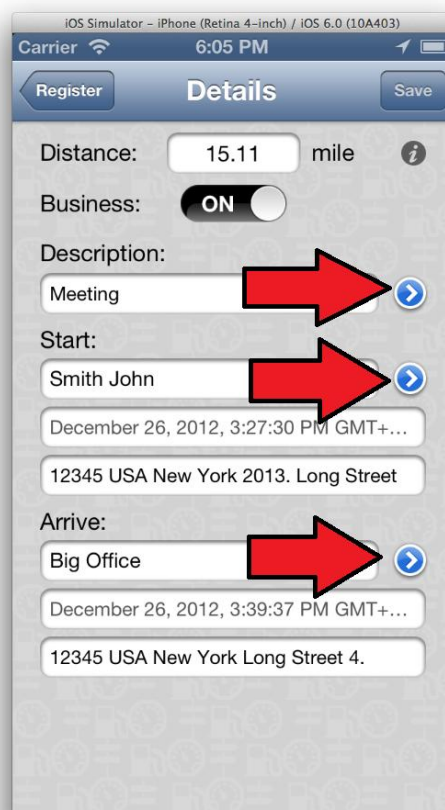 iOS Simulator – iPhone (Retina 4-inch) / iOS 6.0 (10A403)
Carrier 6:05 PM
Register Details Save
Distance: 15.11 mile
Business: ON
Description:
Meeting
Start:
Smith John
December 26, 2012, 3:27:30 PM GMT+...
12345 USA New York 2013. Long Street
Arrive:
Big Office
December 26, 2012, 3:39:37 PM GMT+...
12345 USA New York Long Street 4.